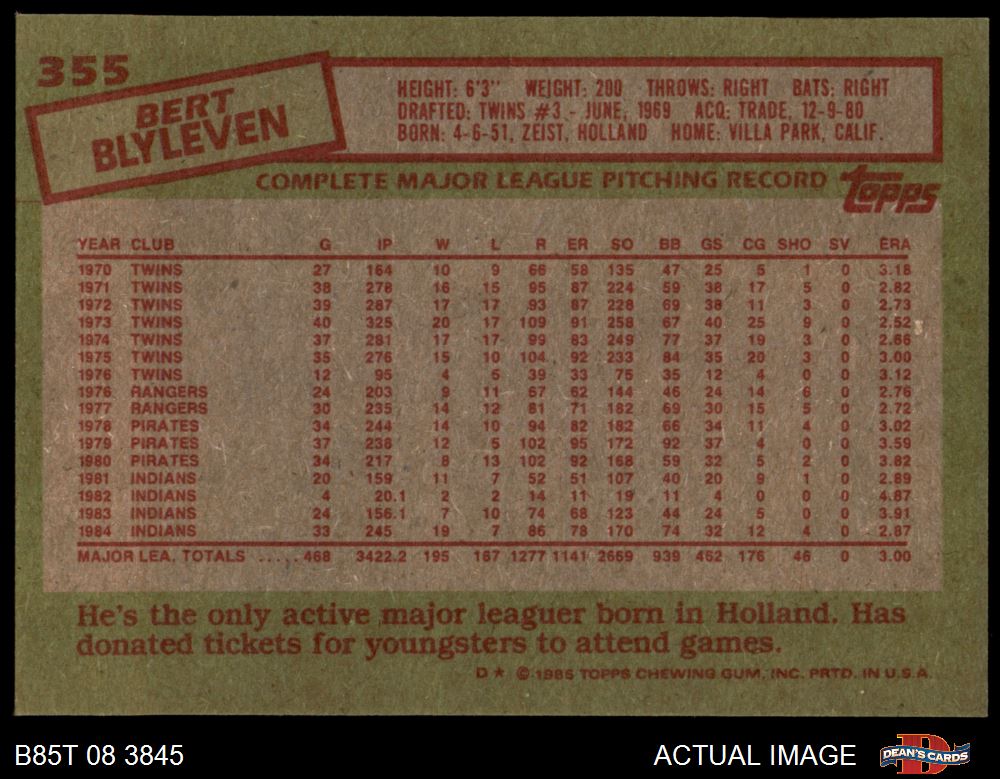 355
BERT
BLYLEVEN
HEIGHT: 6'3" WEIGHT: 200 THROWS: RIGHT BATS: RIGHT
DRAFTED: TWINS #3 - JUNE, 1969 ACQ: TRADE, 12-9-80
BORN: 4-6-51, ZEIST, HOLLAND HOME: VILLA PARK, CALIF.
COMPLETE MAJOR LEAGUE PITCHING RECORD
Topps
YEAR CLUB G IP W L R ER SO BB GS CG SHO SV ERA
1970 TWINS 27 164 10 9 66 58 135 47 25 5 1 0 3.18
1971 TWINS 38 278 16 15 95 87 224 59 38 17 5 0 2.82
1972 TWINS 39 287 17 17 93 87 228 69 38 11 3 0 2.73
1973 TWINS 40 325 20 17 109 91 258 67 40 25 9 0 2.52
1974 TWINS 37 281 17 17 99 83 249 77 37 19 3 0 2.66
1975 TWINS 35 276 15 10 104 92 233 84 35 20 3 0 3.00
1976 TWINS 12 95 4 5 39 33 75 35 12 4 0 0 3.12
1976 RANGERS 24 203 9 11 67 62 144 46 24 14 6 0 2.76
1977 RANGERS 30 235 14 12 81 71 182 69 30 15 5 0 2.72
1978 PIRATES 34 244 14 10 94 82 182 66 34 11 4 0 3.02
1979 PIRATES 37 238 12 5 102 95 172 92 37 4 0 0 3.59
1980 PIRATES 34 217 8 13 102 92 168 59 32 5 2 0 3.82
1981 INDIANS 20 159 11 7 52 51 107 40 20 9 1 0 2.89
1982 INDIANS 4 20.1 2 2 14 11 19 11 4 0 0 0 4.87
1983 INDIANS 24 156.1 7 10 74 68 123 44 24 5 0 0 3.91
1984 INDIANS 33 245 19 7 86 78 170 74 32 12 4 0 2.87
MAJOR LEA. TOTALS ..... 468 3422.2 195 167 1277 1141 2669 939 462 176 46 0 3.00
He's the only active major leaguer born in Holland. Has
donated tickets for youngsters to attend games.
D★ © 1985 TOPPS CHEWING GUM, INC. PRTD. IN U.S.A.
B85T 08 3845 ACTUAL IMAGE DEAN'S CARDS